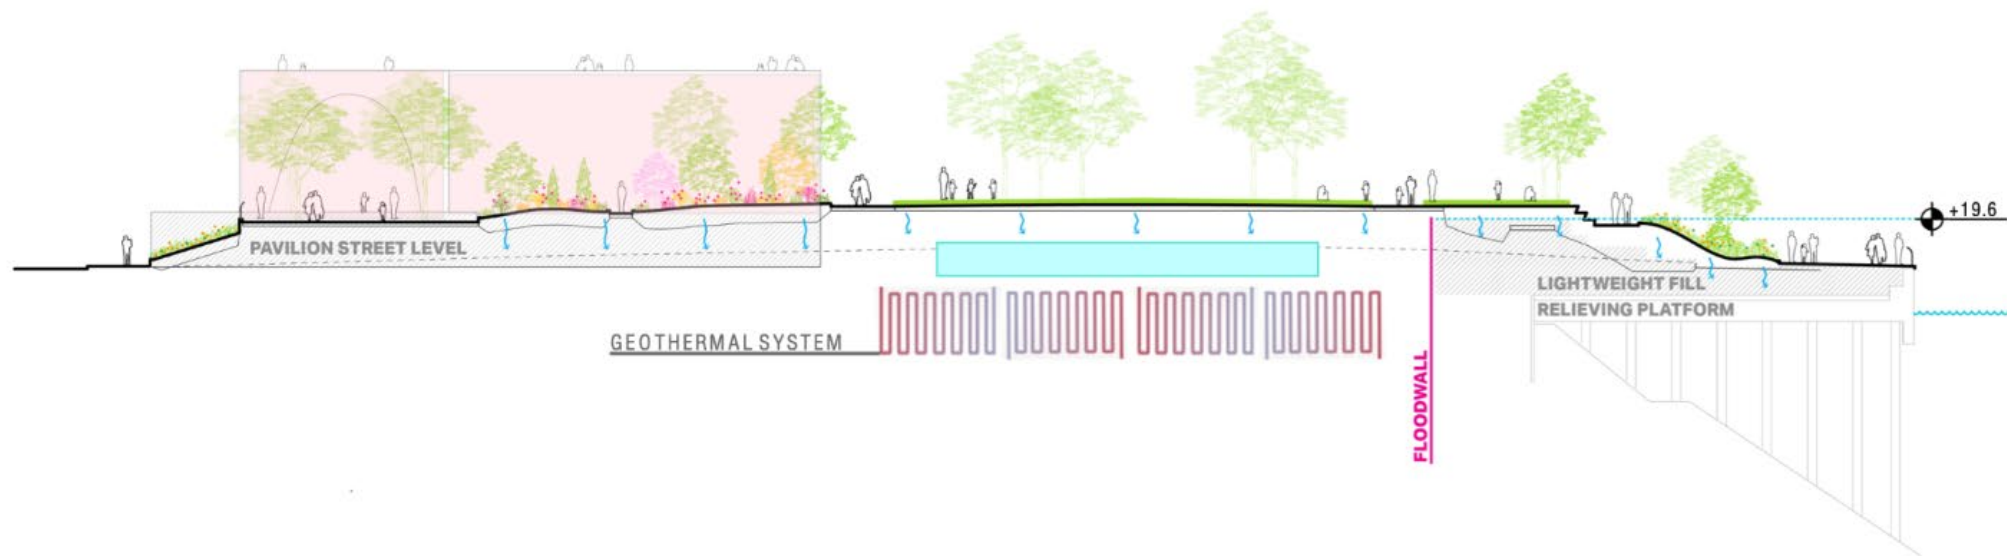 +19.6
PAVILION STREET LEVEL
LIGHTWEIGHT FILL
RELIEVING PLATFORM
GEOTHERMAL SYSTEM
FLOODWALL